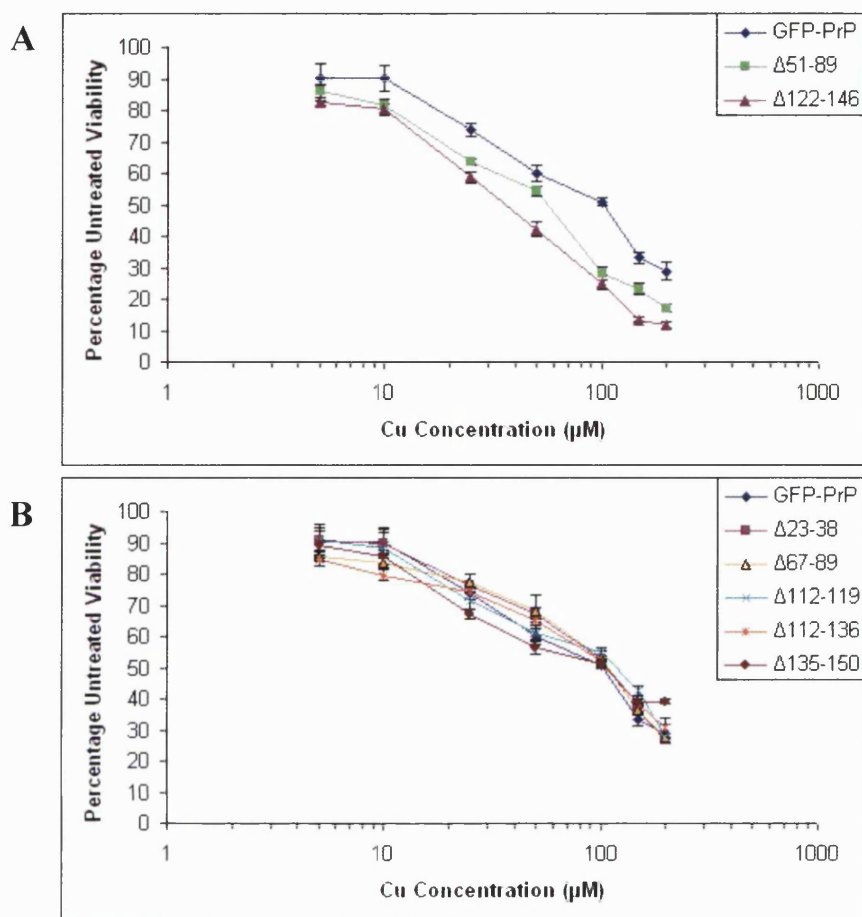 A
GFP-PrP
Δ51-89
Δ122-146
Percentage Untreated Viability
100
90
80
70
60
50
40
30
20
10
0
1
10
100
1000
Cu Concentration (µM)
B
GFP-PrP
Δ23-38
Δ67-89
Δ112-119
Δ112-136
Δ135-150
Percentage Untreated Viability
100
90
80
70
60
50
40
30
20
10
0
1
10
100
1000
Cu Concentration (µM)